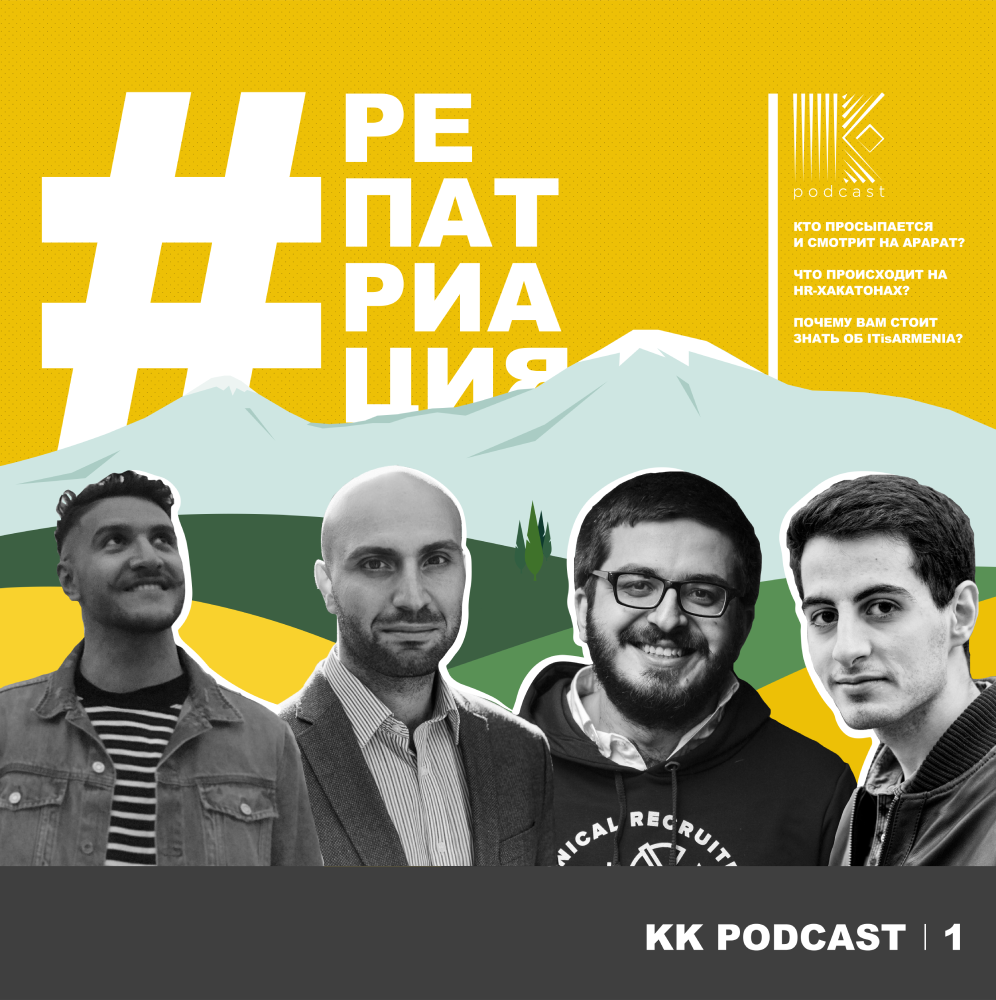 #
РЕ
ПАТ
РИА
ЦИЯ
K
podcast
КТО ПРОСЫПАЕТСЯ
И СМОТРИТ НА АРАРАТ?
ЧТО ПРОИСХОДИТ НА
HR-ХАКАТОНАХ?
ПОЧЕМУ ВАМ СТОИТ
ЗНАТЬ ОБ ITisARMENIA?
NICAL RECRUIT
KK PODCAST | 1